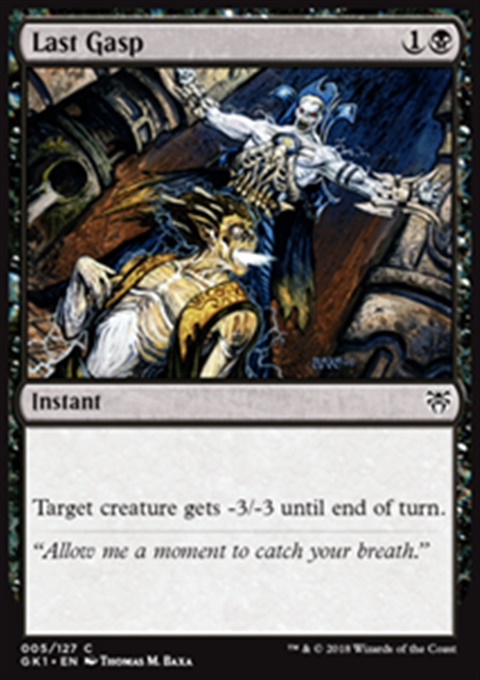 Last Gasp 1
Instant
Target creature gets -3/-3 until end of turn.
“Allow me a moment to catch your breath.”
005/127 C
™ & © 2018 Wizards of the Coast
GK1 • EN Thomas M. Baxa